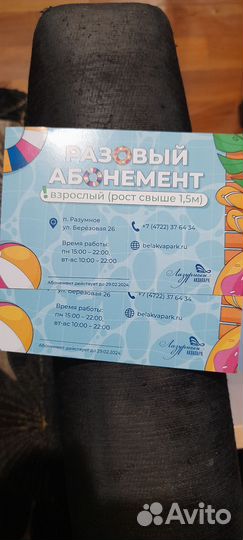 РАЗОВЫЙ
АБОНЕМЕНТ
! взрослый (рост свыше 1,5м)
п. Разумное
ул. Берёзовая 26
+7 (4722) 37 64 34
Время работы:
пн 15:00 – 22:00,
вт-вс 10:00 – 22:00
belakvapark.ru
Лазурный
АКВАПАРК
Абонемент действует до 29.02.2024
ул. Берёзовая 26
+7 (4722) 37 64 34
Время работы:
пн 15:00 – 22:00,
вт-вс 10:00 – 22:00
belakvapark.ru
Лазурный
АКВАПАРК
Абонемент действует до 29.02.2024
Avito